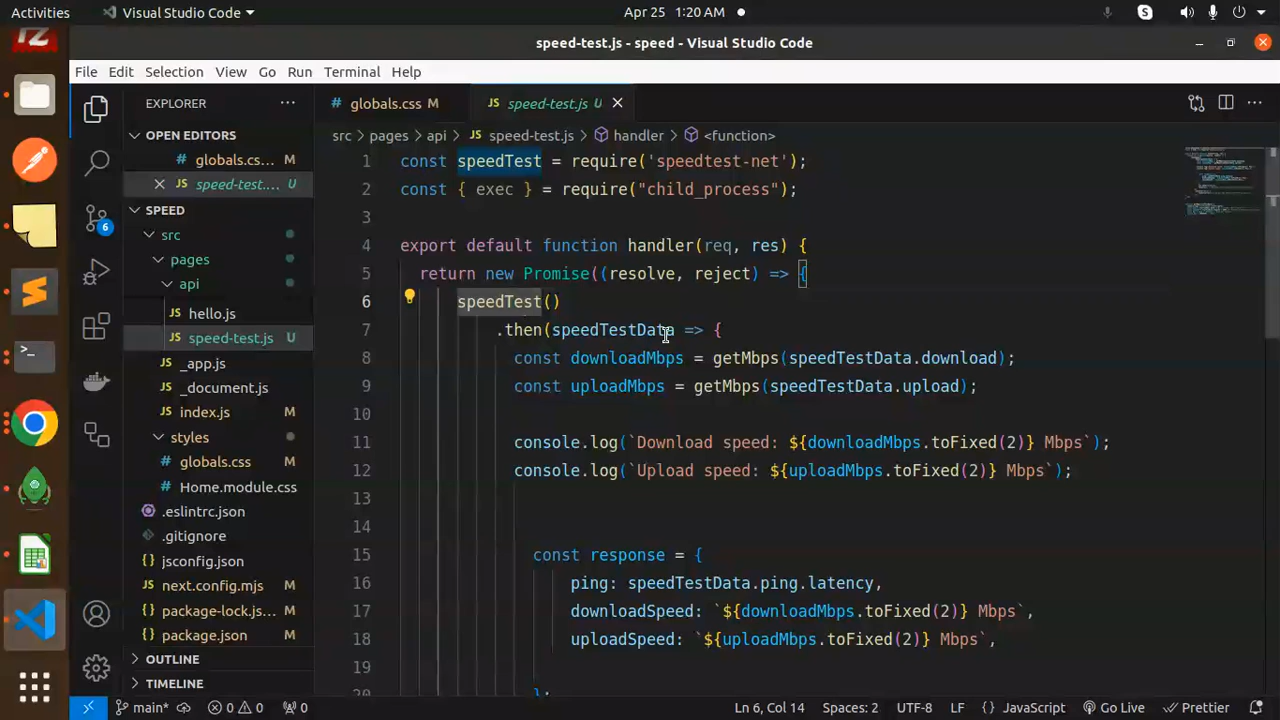 Activities Visual Studio Code Apr 25 1:20 AM
speed-test.js - speed - Visual Studio Code
File Edit Selection View Go Run Terminal Help
EXPLORER
OPEN EDITORS
globals.cs... M
speed-test.... U
SPEED
src
pages
api
hello.js
speed-test.js U
_app.js
_document.js
index.js M
styles
globals.css M
Home.module.css
.eslintrc.json
.gitignore
jsconfig.json
next.config.mjs
package-lock.js... M
package.json M
OUTLINE
TIMELINE
globals.css M speed-test.js U
src pages api speed-test.js handler <function>
1 const speedTest = require('speedtest-net');
2 const { exec } = require("child_process");
3
4 export default function handler(req, res) {
5 return new Promise((resolve, reject) => {
6 speedTest()
7 .then(speedTestData => {
8 const downloadMbps = getMbps(speedTestData.download);
9 const uploadMbps = getMbps(speedTestData.upload);
10
11 console.log(`Download speed: ${downloadMbps.toFixed(2)} Mbps`);
12 console.log(`Upload speed: ${uploadMbps.toFixed(2)} Mbps`);
13
14
15 const response = {
16 ping: speedTestData.ping.latency,
17 downloadSpeed: `${downloadMbps.toFixed(2)} Mbps`,
18 uploadSpeed: `${uploadMbps.toFixed(2)} Mbps`,
19
20 };
main* 0 0 0 Ln 6, Col 14 Spaces: 2 UTF-8 LF {} JavaScript Go Live Prettier